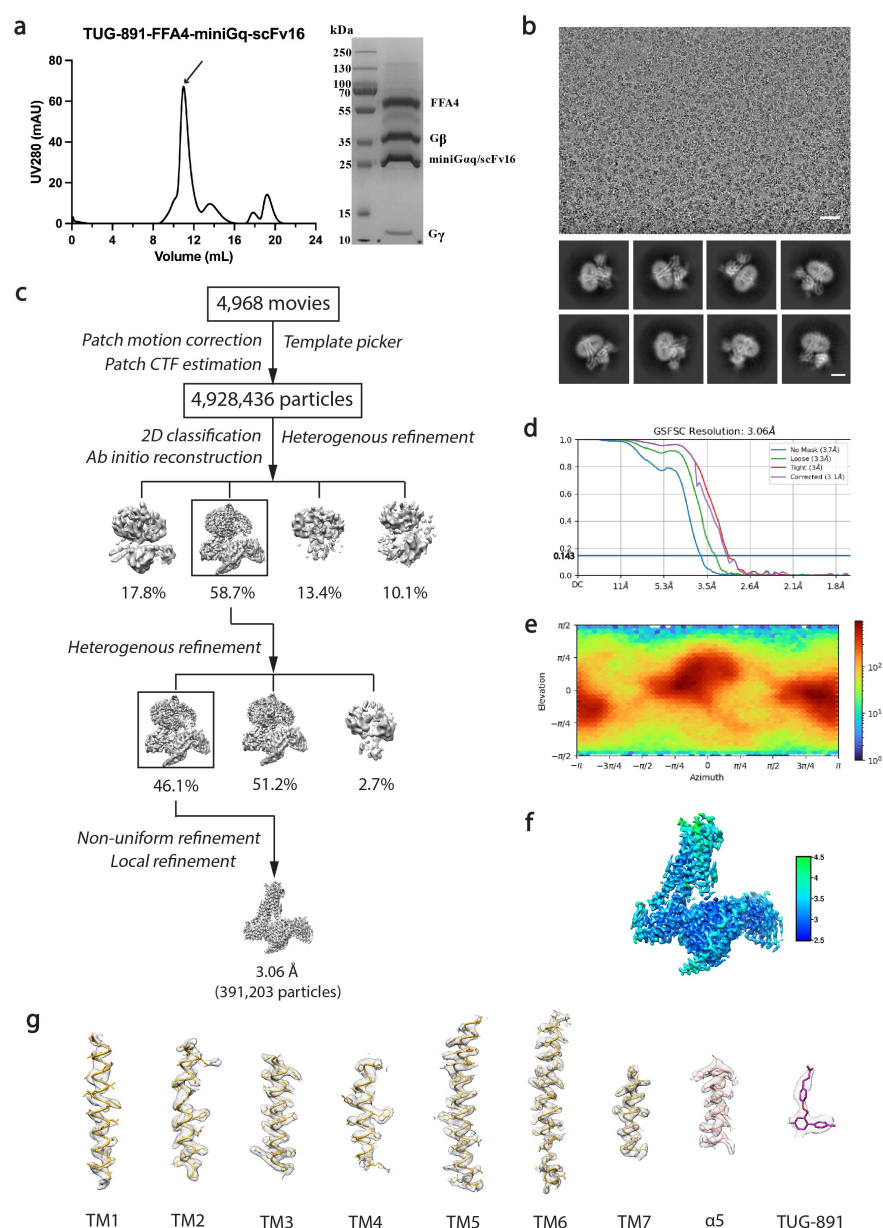 a
TUG-891-FFA4-miniGq-scFv16
UV280 (mAU)
80
60
40
20
0
0 4 8 12 16 20 24
Volume (mL)
kDa
250
130
100
70
55
35
25
15
10
FFA4
Gβ
miniGαq/scFv16
Gγ
b
c
4,968 movies
Patch motion correction
Patch CTF estimation
Template picker
4,928,436 particles
2D classification
Ab initio reconstruction
Heterogenous refinement
17.8% 58.7% 13.4% 10.1%
Heterogenous refinement
46.1% 51.2% 2.7%
Non-uniform refinement
Local refinement
3.06 Å
(391,203 particles)
d
GSFSC Resolution: 3.06Å
No Mask (3.7Å)
Loose (3.3Å)
Tight (3Å)
Corrected (3.1Å)
1.0
0.8
0.6
0.4
0.2
0.143
0.0
DC 11Å 5.3Å 3.5Å 2.6Å 2.1Å 1.8Å
e
Elevation
π/2
π/4
0
−π/4
−π/2
−π −3π/4 −π/2 −π/4 0 π/4 π/2 3π/4 π
Azimuth
10²
10¹
10⁰
f
4.5
4
3.5
3
2.5
g
TM1 TM2 TM3 TM4 TM5 TM6 TM7 α5 TUG-891